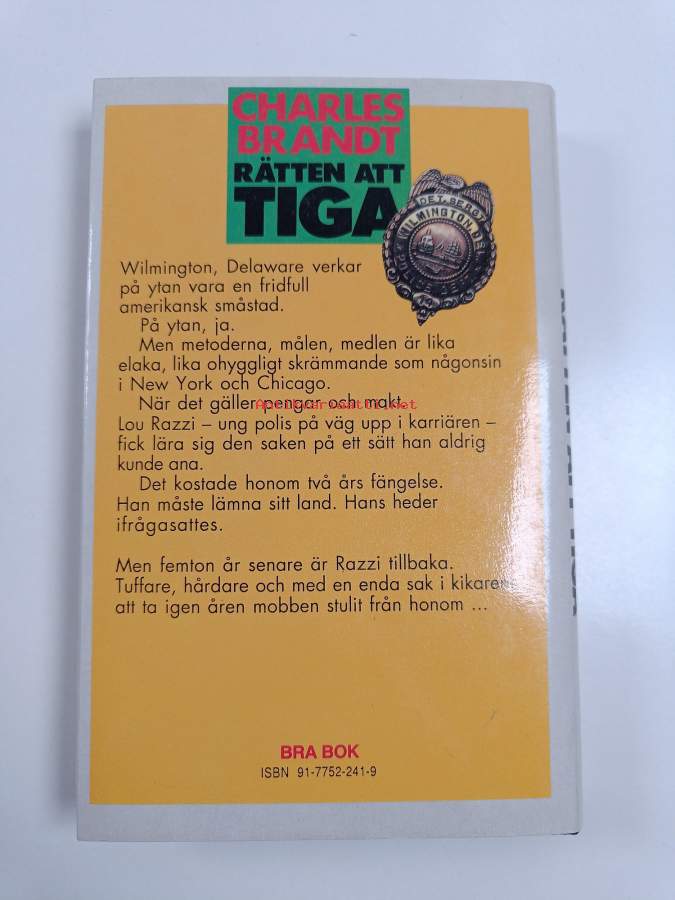 CHARLES
BRANDT
RÄTTEN ATT
TIGA
DET. SERGT.
WILMINGTON, DEL.
Wilmington, Delaware verkar
på ytan vara en fridfull
amerikansk småstad.
På ytan, ja.
Men metoderna, målen, medlen är lika
elaka, lika ohyggligt skrämmande som någonsin
i New York och Chicago.
När det gäller pengar och makt.
Antikvariaatti.net
Lou Razzi – ung polis på väg upp i karriären –
fick lära sig den saken på ett sätt han aldrig
kunde ana.
Det kostade honom två års fängelse.
Han måste lämna sitt land. Hans heder
ifrågasattes.
Men femton år senare är Razzi tillbaka.
Tuffare, hårdare och med en enda sak i kikaren
att ta igen åren mobben stulit från honom ...
BRA BOK
ISBN 91-7752-241-9